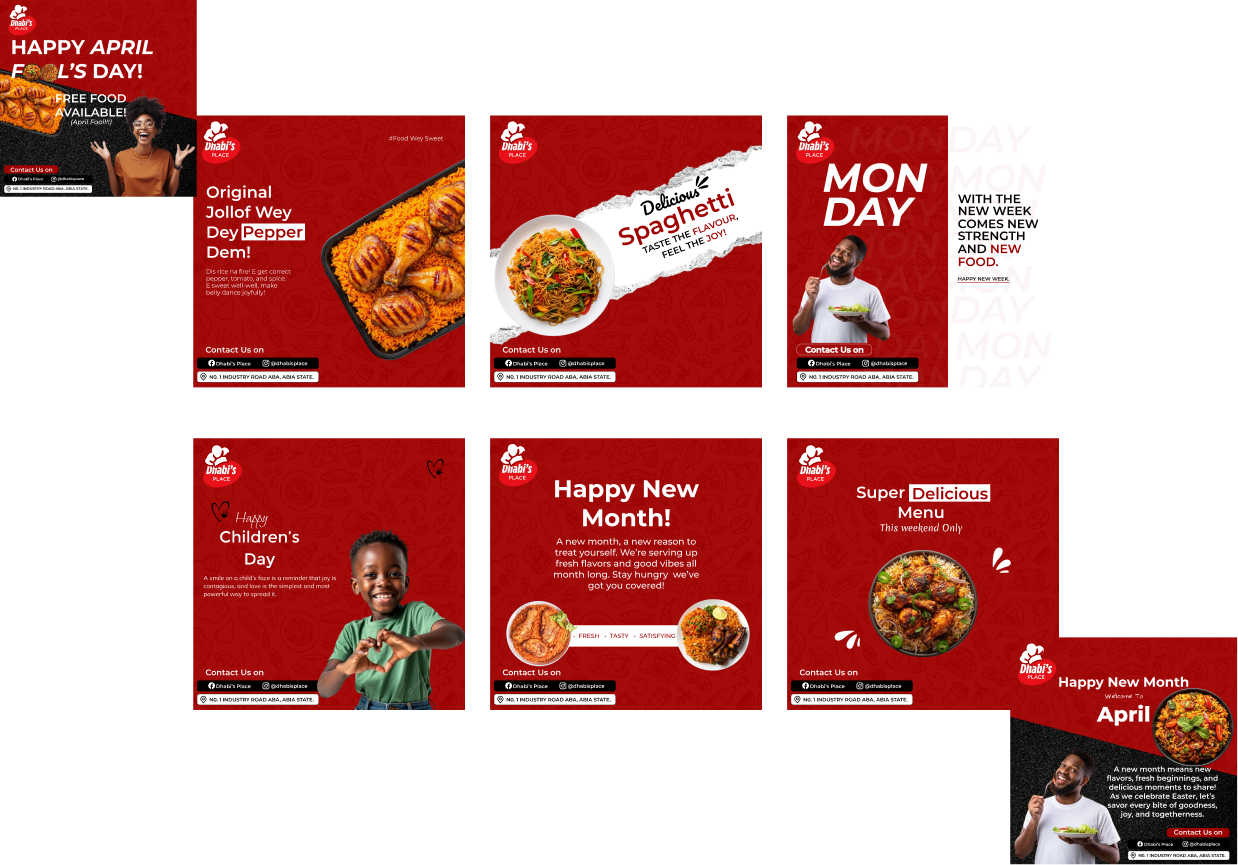 Dhabi's
PLACE
HAPPY APRIL
FOOL'S DAY!
FREE FOOD
AVAILABLE!
(April Fool!!!)
Contact Us on
Dhabi's Place @dhabisplace
NO. 1 INDUSTRY ROAD ABA, ABIA STATE.
Dhabi's
PLACE
#Food Wey Sweet
Original
Jollof Wey
Dey Pepper
Dem!
Dis rice na fire! E get correct
pepper, tomato, and spice.
E sweet well-well, make
belly dance joyfully!
Contact Us on
Dhabi's Place @dhabisplace
NO. 1 INDUSTRY ROAD ABA, ABIA STATE.
Dhabi's
PLACE
Delicious
Spaghetti
TASTE THE FLAVOUR,
FEEL THE JOY!
Contact Us on
Dhabi's Place @dhabisplace
NO. 1 INDUSTRY ROAD ABA, ABIA STATE.
Dhabi's
PLACE
MON
DAY
MONDAY
MON
DAY
MON
DAY
MON
DAY
WITH THE
NEW WEEK
COMES NEW
STRENGTH
AND NEW
FOOD.
HAPPY NEW WEEK.
Contact Us on
Dhabi's Place @dhabisplace
NO. 1 INDUSTRY ROAD ABA, ABIA STATE.
Dhabi's
PLACE
Happy
Children's
Day
A smile on a child's face is a reminder that joy is
contagious, and love is the simplest and most
powerful way to spread it.
Contact Us on
Dhabi's Place @dhabisplace
NO. 1 INDUSTRY ROAD ABA, ABIA STATE.
Dhabi's
PLACE
Happy New
Month!
A new month, a new reason to
treat yourself. We're serving up
fresh flavors and good vibes all
month long. Stay hungry we've
got you covered!
- FRESH - TASTY - SATISFYING
Contact Us on
Dhabi's Place @dhabisplace
NO. 1 INDUSTRY ROAD ABA, ABIA STATE.
Dhabi's
PLACE
Super Delicious
Menu
This weekend Only
Contact Us on
Dhabi's Place @dhabisplace
NO. 1 INDUSTRY ROAD ABA, ABIA STATE.
Dhabi's
PLACE
Happy New Month
Welcome To
April
A new month means new
flavors, fresh beginnings, and
delicious moments to share!
As we celebrate Easter, let's
savor every bite of goodness,
joy, and togetherness.
Contact Us on
Dhabi's Place @dhabisplace
NO. 1 INDUSTRY ROAD ABA, ABIA STATE.